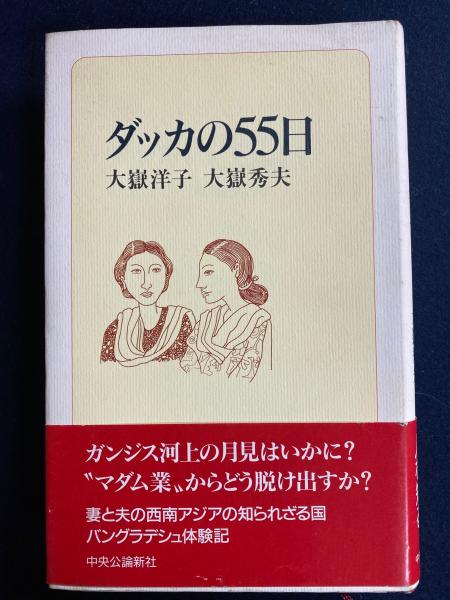 ダッカの55日
大嶽洋子 大嶽秀夫
ガンジス河上の月見はいかに?
〝マダム業〟からどう脱け出すか?
妻と夫の西南アジアの知られざる国
バングラデシュ体験記
中央公論新社